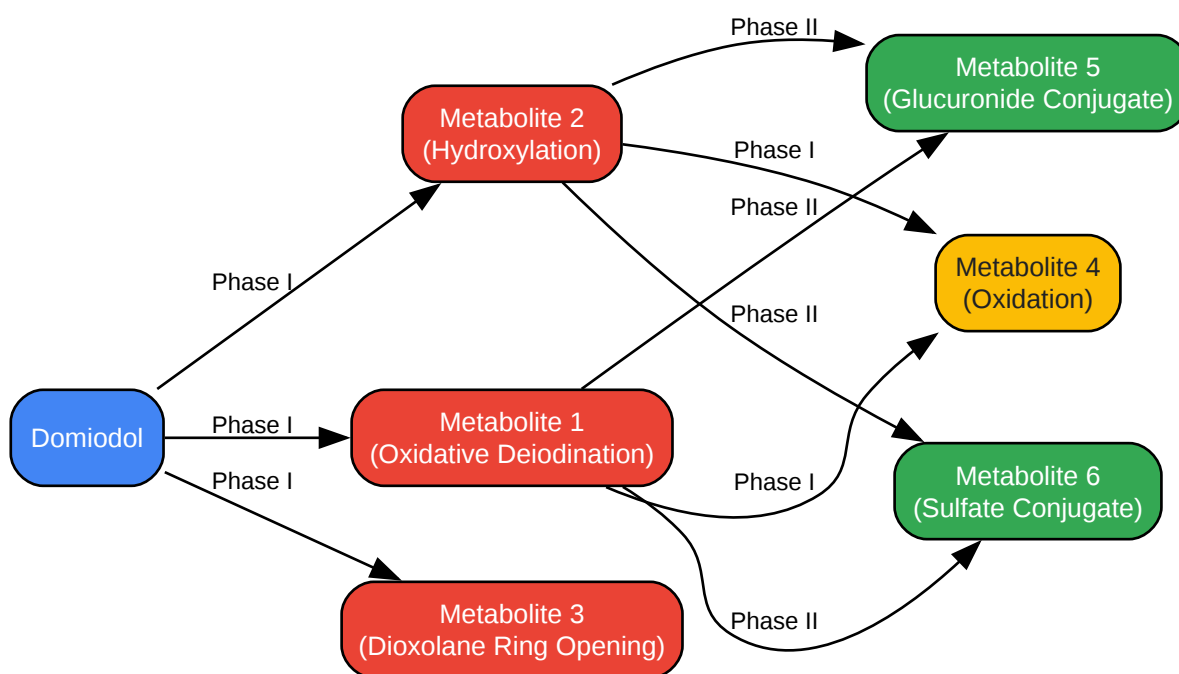 Phase II
Metabolite 5
(Glucuronide Conjugate)
Metabolite 2
(Hydroxylation)
Phase I
Phase II
Metabolite 4
(Oxidation)
Phase I
Phase II
Domiodol
Phase I
Metabolite 1
(Oxidative Deiodination)
Phase I
Phase I
Metabolite 6
(Sulfate Conjugate)
Metabolite 3
(Dioxolane Ring Opening)
Phase II